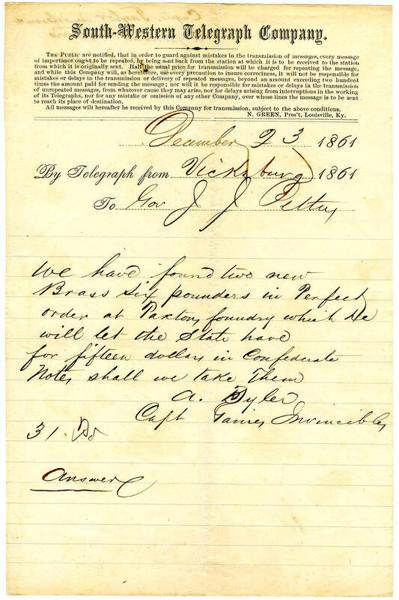 South-Western Telegraph Company.
THE PUBLIC are notified, that in order to guard against mistakes in the transmission of messages, every message
of importance ought to be repeated, by being sent back from the station at which it is to be received to the station
from which it is originally sent. Half the usual price for transmission will be charged for repeating the message,
and while this Company will, as heretofore, use every precaution to insure correctness, it will not be responsible for
mistakes or delays in the transmission or delivery of repeated messages, beyond an amount exceeding two hundred
times the amount paid for sending the message; nor will it be responsible for mistakes or delays in the transmission
of unrepeated messages, from whatever cause they may arise, nor for delays arising from interruptions in the working
of its Telegraphs, nor for any mistake or omission of any other Company, over whose lines the message is to be sent
to reach its place of destination.
All messages hereafter be received by this Company for transmission, subject to the above conditions.
N. GREEN, Pres't, Louisville, Ky.
December 23 1861
By Telegraph from Vicksburg 1861
To Gov J. J. Pettus
We have found two new
Brass six pounders in Perfect
order at Paxtons foundry which he
will let the State have
for fifteen dollars in Confederate
Notes shall we take Them
A. Tyler
Capt Gaines Invincibles
31.
Answer